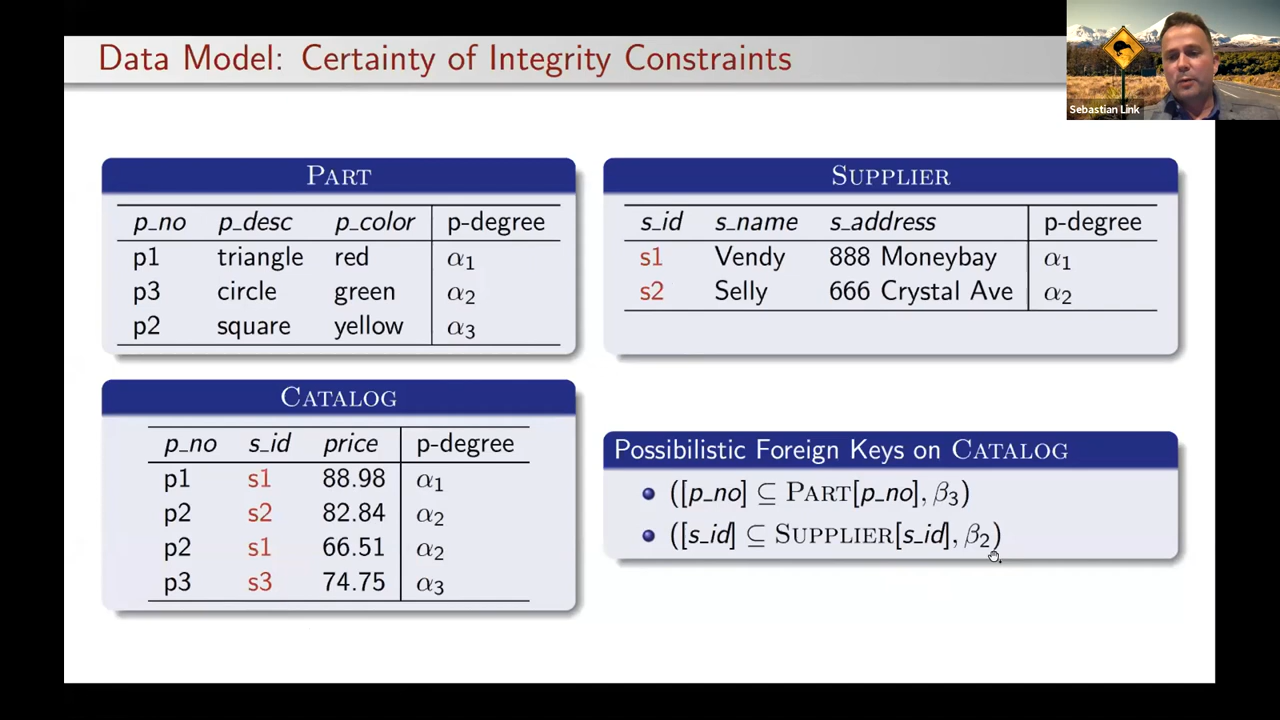 Data Model: Certainty of Integrity Constraints
Sebastian Link
PART
p_no p_desc p_color p-degree
p1 triangle red α1
p3 circle green α2
p2 square yellow α3
SUPPLIER
s_id s_name s_address p-degree
s1 Vendy 888 Moneybay α1
s2 Selly 666 Crystal Ave α2
CATALOG
p_no s_id price p-degree
p1 s1 88.98 α1
p2 s2 82.84 α2
p2 s1 66.51 α2
p3 s3 74.75 α3
Possibilistic Foreign Keys on CATALOG
([p_no] ⊆ PART[p_no], β3)
([s_id] ⊆ SUPPLIER[s_id], β2)